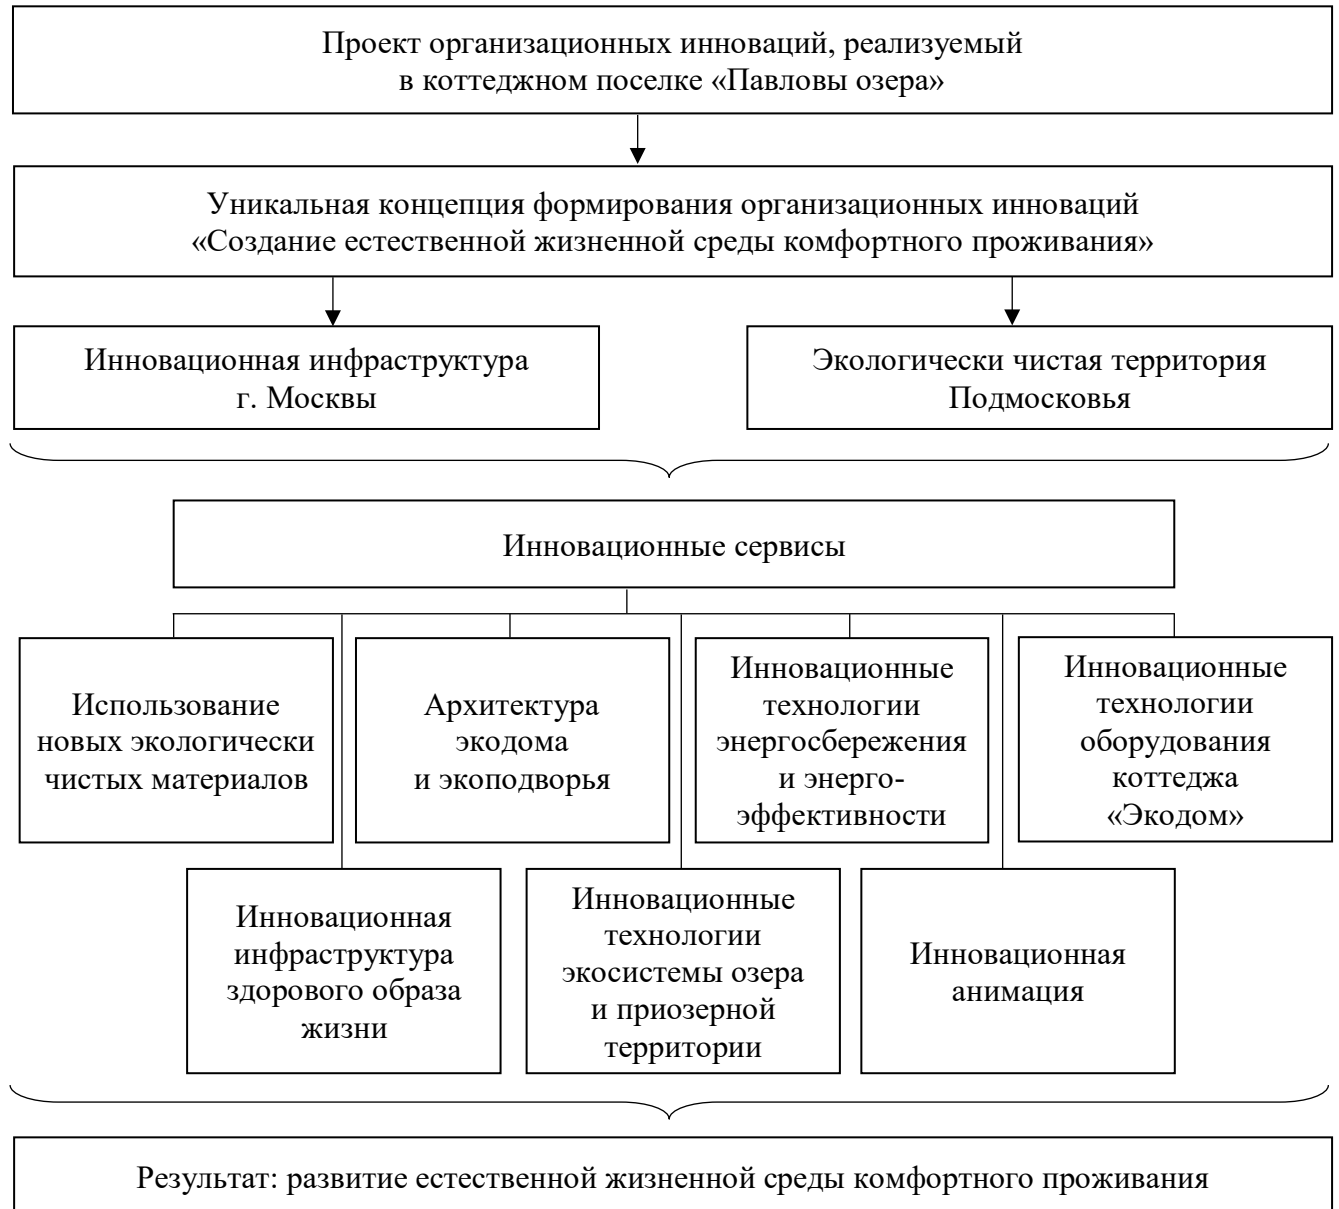 Проект организационных инноваций, реализуемый
в коттеджном поселке «Павловы озера»
Уникальная концепция формирования организационных инноваций
«Создание естественной жизненной среды комфортного проживания»
Инновационная инфраструктура
г. Москвы
Экологически чистая территория
Подмосковья
Инновационные сервисы
Использование
новых экологически
чистых материалов
Архитектура
экодома
и экоподворья
Инновационные
технологии
энергосбережения
и энерго-
эффективности
Инновационные
технологии
оборудования
коттеджа
«Экодом»
Инновационная
инфраструктура
здорового образа
жизни
Инновационные
технологии
экосистемы озера
и приозерной
территории
Инновационная
анимация
Результат: развитие естественной жизненной среды комфортного проживания